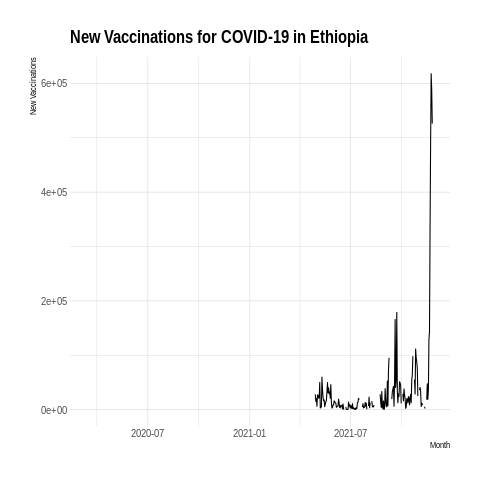 New Vaccinations for COVID-19 in Ethiopia
New Vaccinations
6e+05
4e+05
2e+05
0e+00
2020-07 2021-01 2021-07
Month